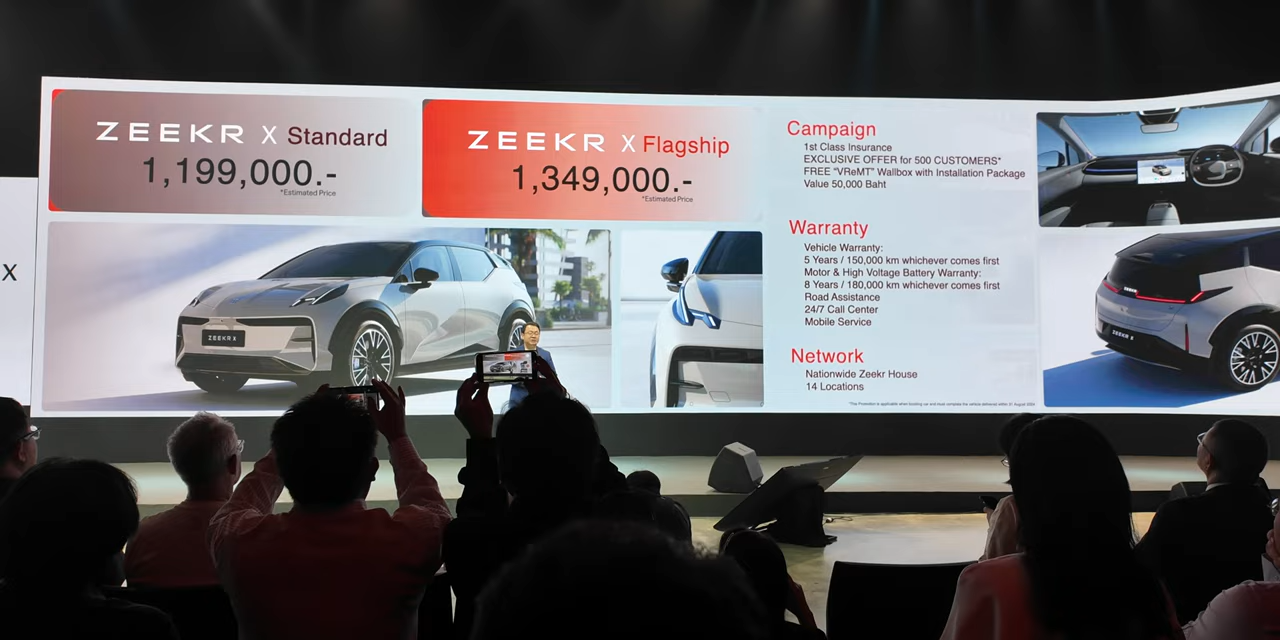 ZEEKR X Standard
1,199,000.-
*Estimated Price
ZEEKR X Flagship
1,349,000.-
*Estimated Price
X
ZEEKR X
Campaign
1st Class Insurance
EXCLUSIVE OFFER for 500 CUSTOMERS*
FREE "VReMT" Wallbox with Installation Package
Value 50,000 Baht
Warranty
Vehicle Warranty:
5 Years / 150,000 km whichever comes first
Motor & High Voltage Battery Warranty:
8 Years / 180,000 km whichever comes first
Road Assistance
24/7 Call Center
Mobile Service
Network
Nationwide Zeekr House
14 Locations
ZEEKR
ZEEKR X